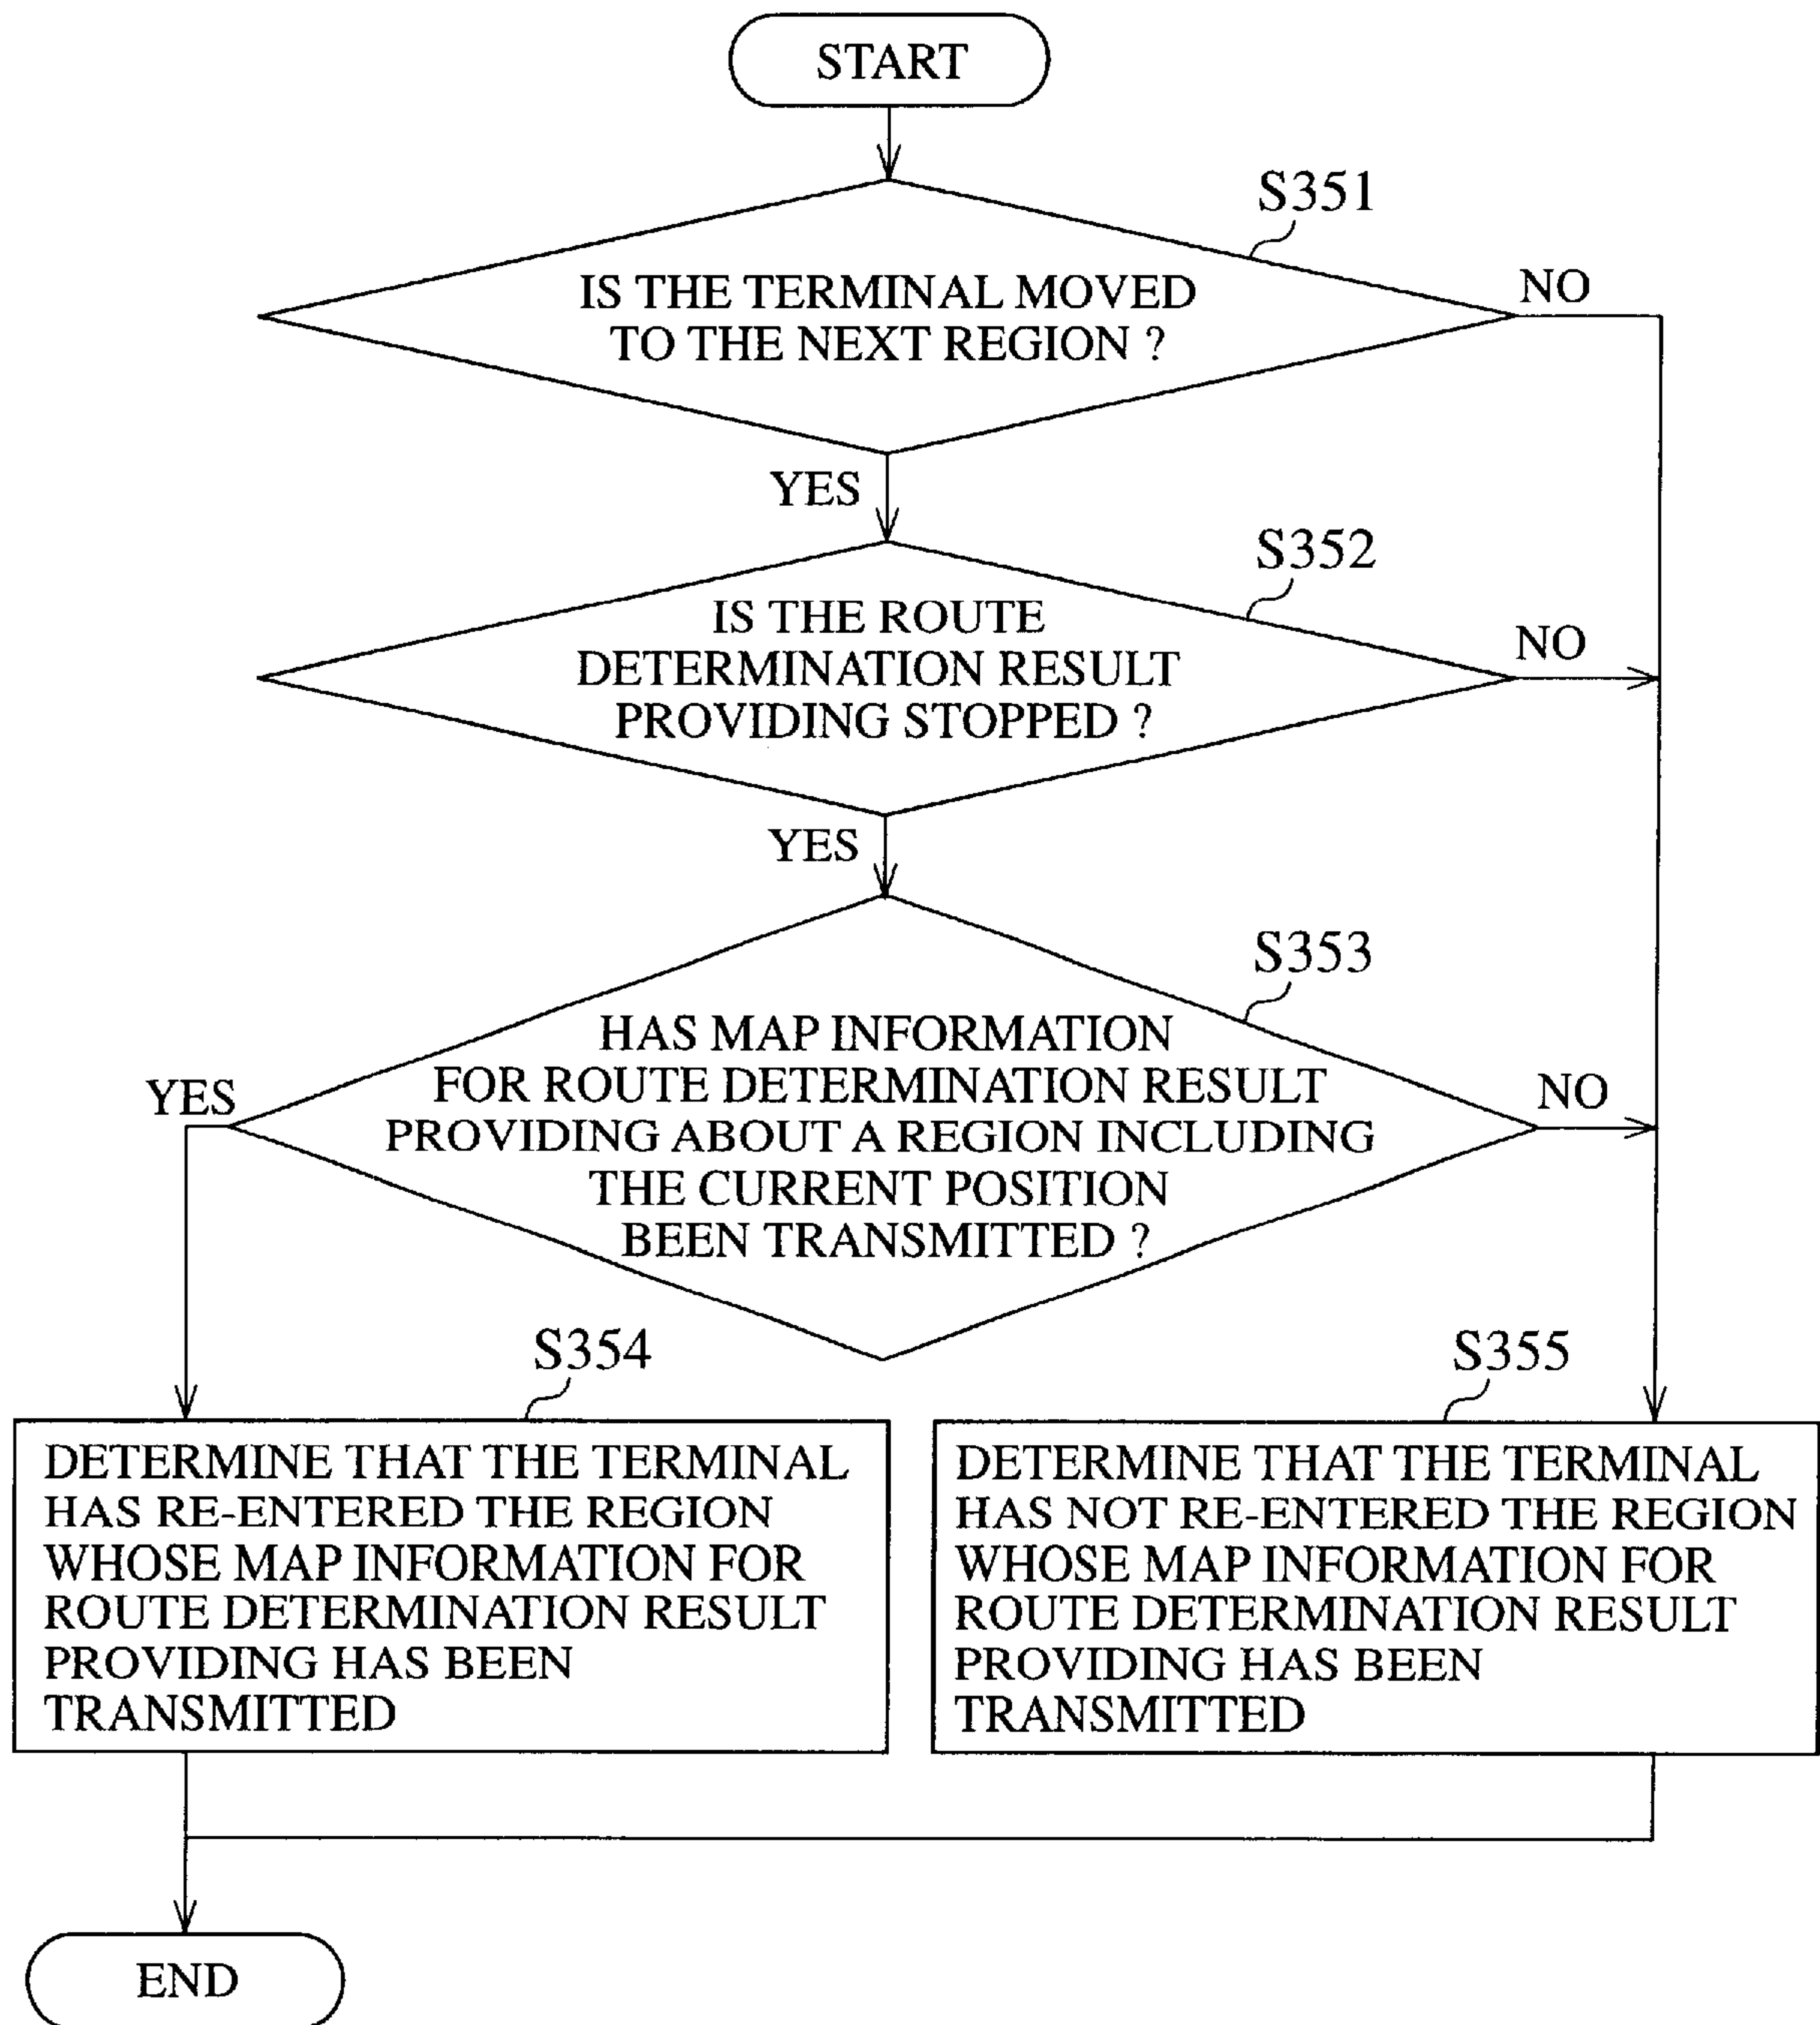 START
S351
IS THE TERMINAL MOVED
TO THE NEXT REGION ?
NO
YES
S352
IS THE ROUTE
DETERMINATION RESULT
PROVIDING STOPPED ?
NO
YES
S353
HAS MAP INFORMATION
FOR ROUTE DETERMINATION RESULT
PROVIDING ABOUT A REGION INCLUDING
THE CURRENT POSITION
BEEN TRANSMITTED ?
YES
NO
S354
DETERMINE THAT THE TERMINAL
HAS RE-ENTERED THE REGION
WHOSE MAP INFORMATION FOR
ROUTE DETERMINATION RESULT
PROVIDING HAS BEEN
TRANSMITTED
S355
DETERMINE THAT THE TERMINAL
HAS NOT RE-ENTERED THE REGION
WHOSE MAP INFORMATION FOR
ROUTE DETERMINATION RESULT
PROVIDING HAS BEEN
TRANSMITTED
END